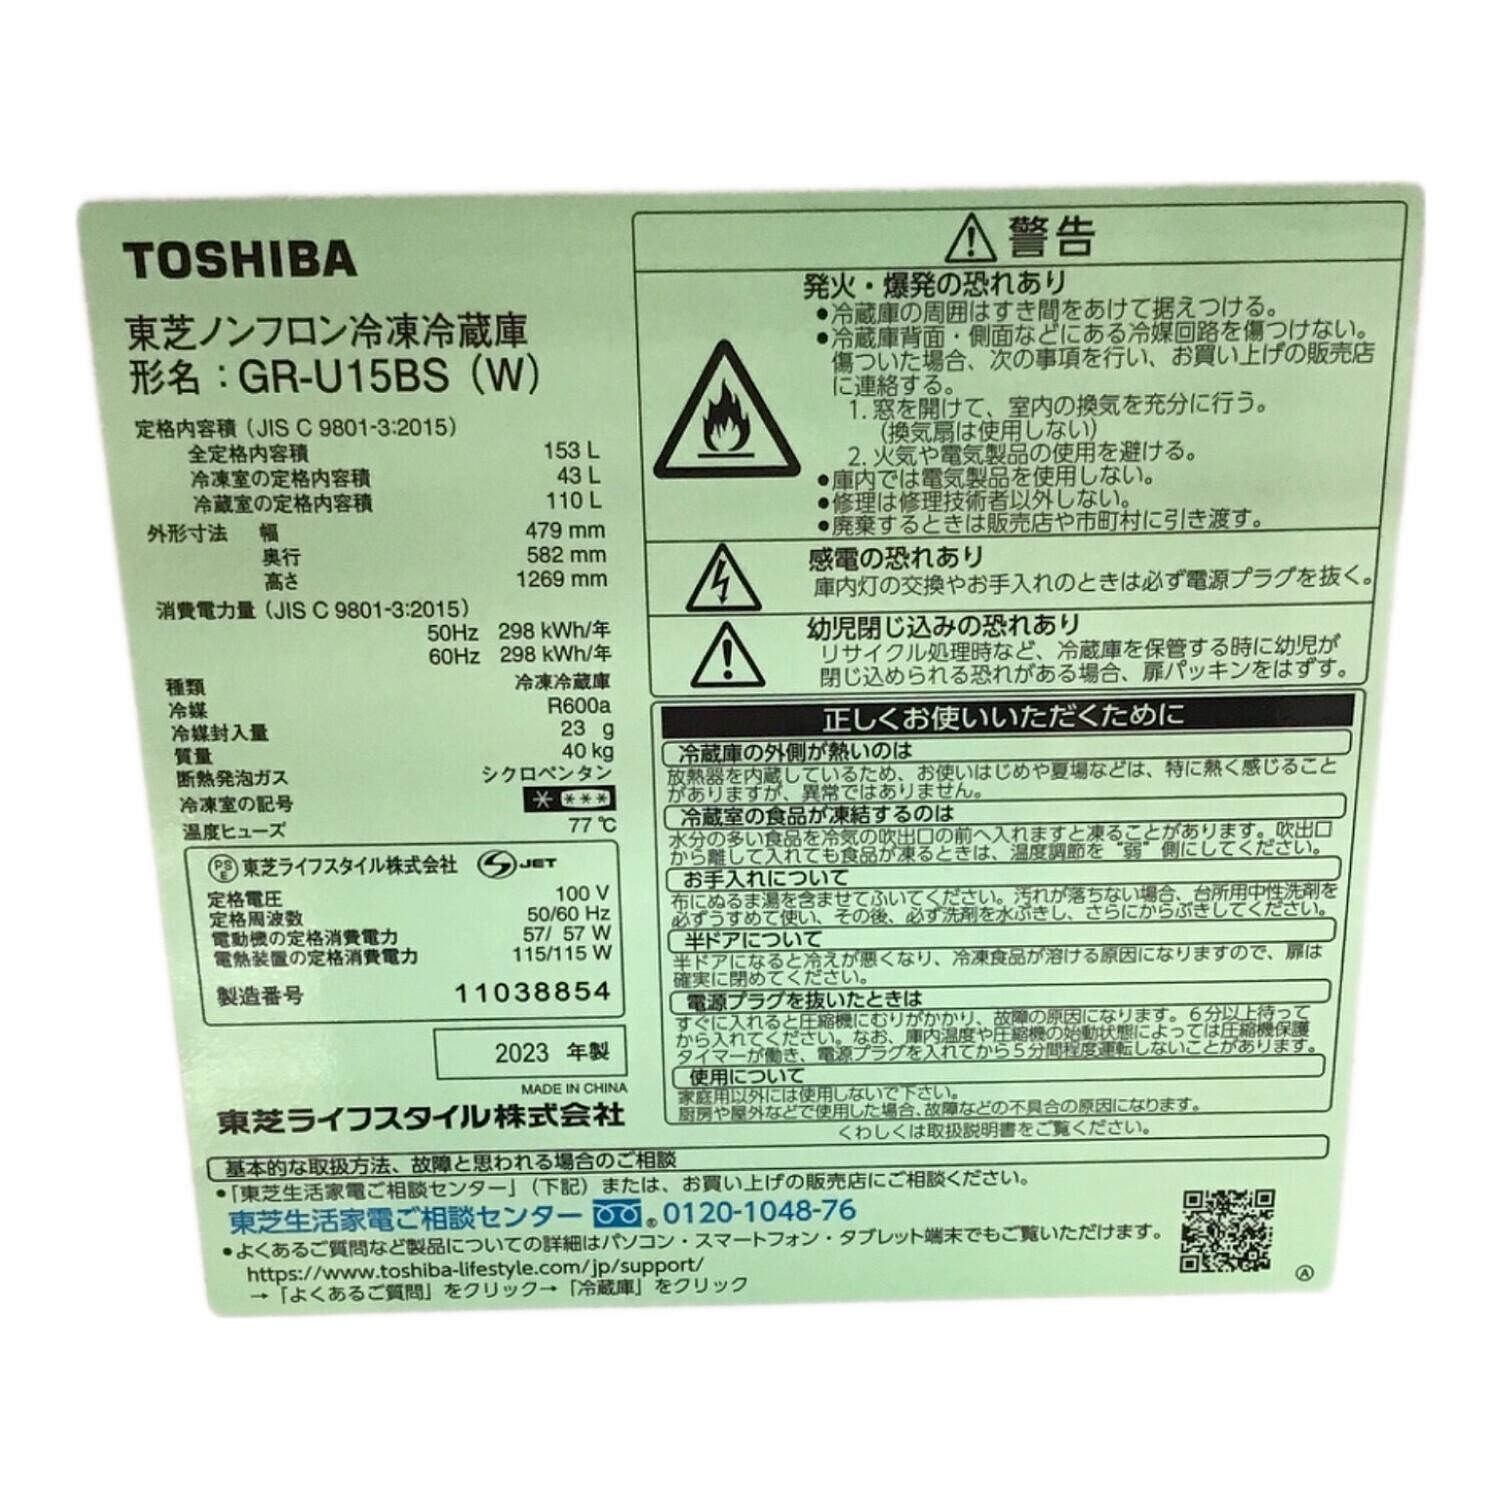 TOSHIBA
東芝ノンフロン冷凍冷蔵庫
形名：GR-U15BS（W）
定格内容積（JIS C 9801-3:2015）
全定格内容積 153 L
冷凍室の定格内容積 43 L
冷蔵室の定格内容積 110 L
外形寸法 幅 479 mm
奥行 582 mm
高さ 1269 mm
消費電力量（JIS C 9801-3:2015）
50Hz 298 kWh/年
60Hz 298 kWh/年
種類 冷凍冷蔵庫
冷媒 R600a
冷媒封入量 23 g
質量 40 kg
断熱発泡ガス シクロペンタン
冷凍室の記号
温度ヒューズ 77 ℃
PSE 東芝ライフスタイル株式会社 JET
定格電圧 100 V
定格周波数 50/60 Hz
電動機の定格消費電力 57/ 57 W
電熱装置の定格消費電力 115/115 W
製造番号 11038854
2023 年製
MADE IN CHINA
東芝ライフスタイル株式会社
警告
発火・爆発の恐れあり
●冷蔵庫の周囲はすき間をあけて据えつける。
●冷蔵庫背面・側面などにある冷媒回路を傷つけない。
傷ついた場合、次の事項を行い、お買い上げの販売店
に連絡する。
1. 窓を開けて、室内の換気を充分に行う。
（換気扇は使用しない）
2. 火気や電気製品の使用を避ける。
●庫内では電気製品を使用しない。
●修理は修理技術者以外しない。
●廃棄するときは販売店や市町村に引き渡す。
感電の恐れあり
庫内灯の交換やお手入れのときは必ず電源プラグを抜く。
幼児閉じ込みの恐れあり
リサイクル処理時など、冷蔵庫を保管する時に幼児が
閉じ込められる恐れがある場合、扉パッキンをはずす。
正しくお使いいただくために
冷蔵庫の外側が熱いのは
放熱器を内蔵しているため、お使いはじめや夏場などは、特に熱く感じること
がありますが、異常ではありません。
冷蔵室の食品が凍結するのは
水分の多い食品を冷気の吹出口の前へ入れますと凍ることがあります。吹出口
から離して入れても食品が凍るときは、温度調節を“弱”側にしてください。
お手入れについて
布にぬるま湯を含ませてふいてください。汚れが落ちない場合、台所用中性洗剤を
必ずうすめて使い、その後、必ず洗剤を水ぶきし、さらにからぶきしてください。
半ドアについて
半ドアになると冷えが悪くなり、冷凍食品が溶ける原因になりますので、扉は
確実に閉めてください。
電源プラグを抜いたときは
すぐに入れると圧縮機にむりがかかり、故障の原因になります。6分以上待って
から入れてください。なお、庫内温度や圧縮機の始動状態によっては圧縮機保護
タイマーが働き、電源プラグを入れてから5分間程度運転しないことがあります。
使用について
家庭用以外には使用しないで下さい。
厨房や屋外などで使用した場合、故障などの不具合の原因になります。
くわしくは取扱説明書をご覧ください。
基本的な取扱方法、故障と思われる場合のご相談
●「東芝生活家電ご相談センター」（下記）または、お買い上げの販売店にご相談ください。
東芝生活家電ご相談センター ® 0120-1048-76
●よくあるご質問など製品についての詳細はパソコン・スマートフォン・タブレット端末でもご覧いただけます。
https://www.toshiba-lifestyle.com/jp/support/
→「よくあるご質問」をクリック→「冷蔵庫」をクリック
Ⓐ